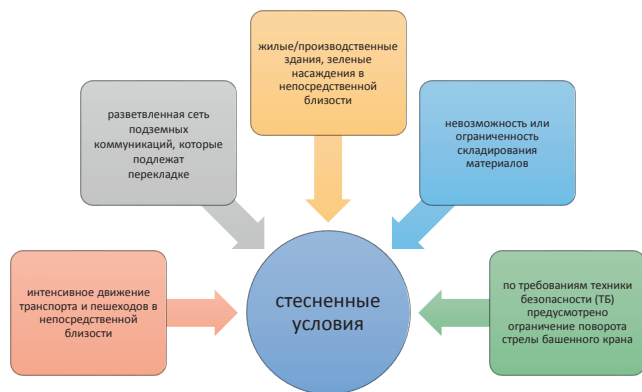 жилые/производственные
здания, зеленые
насаждения в
непосредственной
близости
разветвленная сеть
подземных
коммуникаций, которые
подлежат
перекладке
невозможность или
ограниченность
складирования
материалов
интенсивное движение
транспорта и пешеходов в
непосредственной
близости
стесненные
условия
по требованиям техники
безопасности (ТБ)
предусмотрено
ограничение поворота
стрелы башенного крана